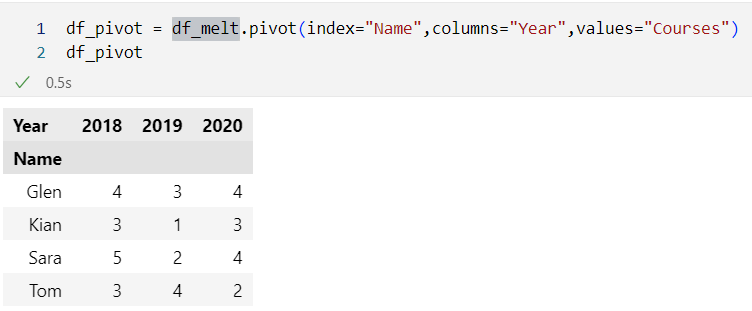 1 df_pivot = df_melt.pivot(index="Name",columns="Year",values="Courses")
2 df_pivot
0.5s
Year 2018 2019 2020
Name
Glen 4 3 4
Kian 3 1 3
Sara 5 2 4
Tom 3 4 2